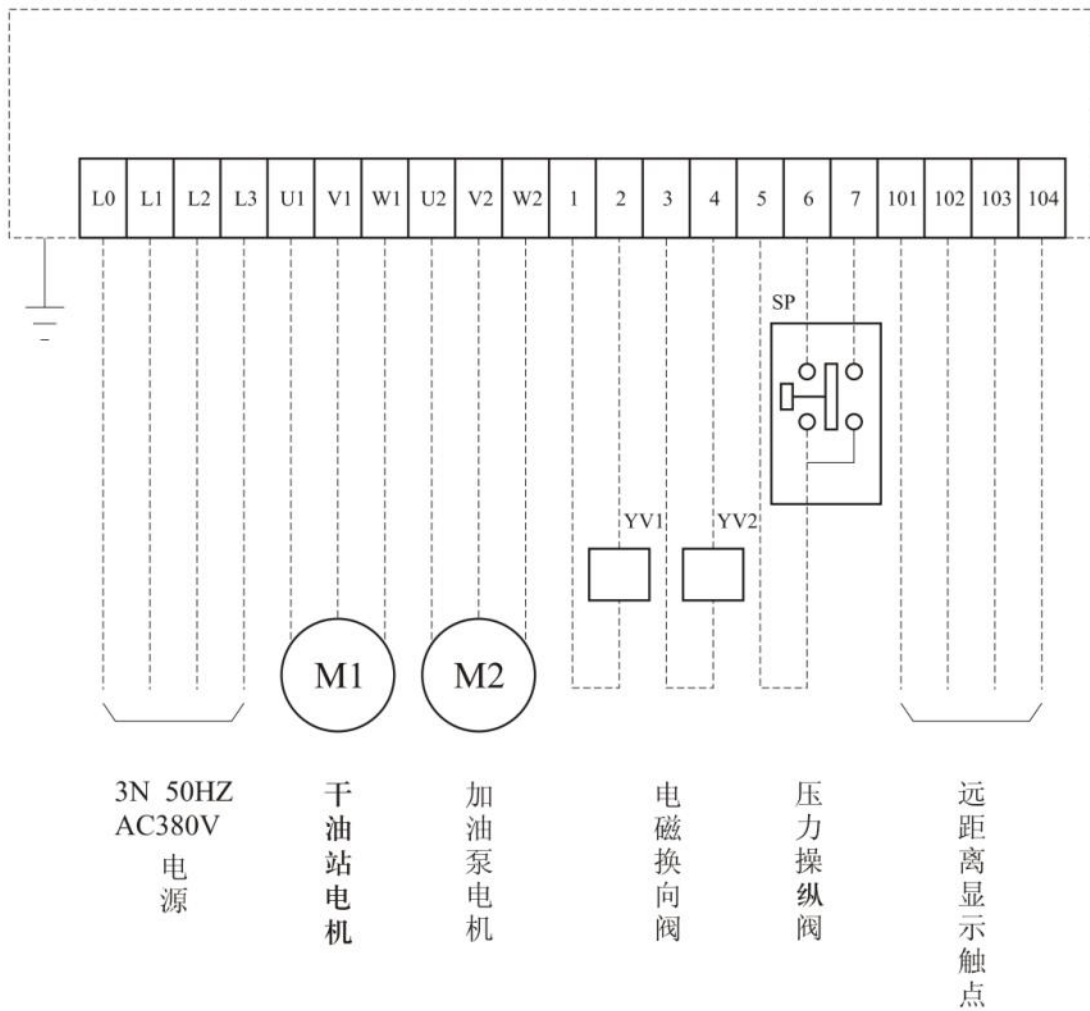 L0 L1 L2 L3 U1 V1 W1 U2 V2 W2 1 2 3 4 5 6 7 101 102 103 104
SP
YV1 YV2
M1 M2
3N 50HZ
AC380V
电源
干油站电机
加油泵电机
电磁换向阀
压力操纵阀
远距离显示触点